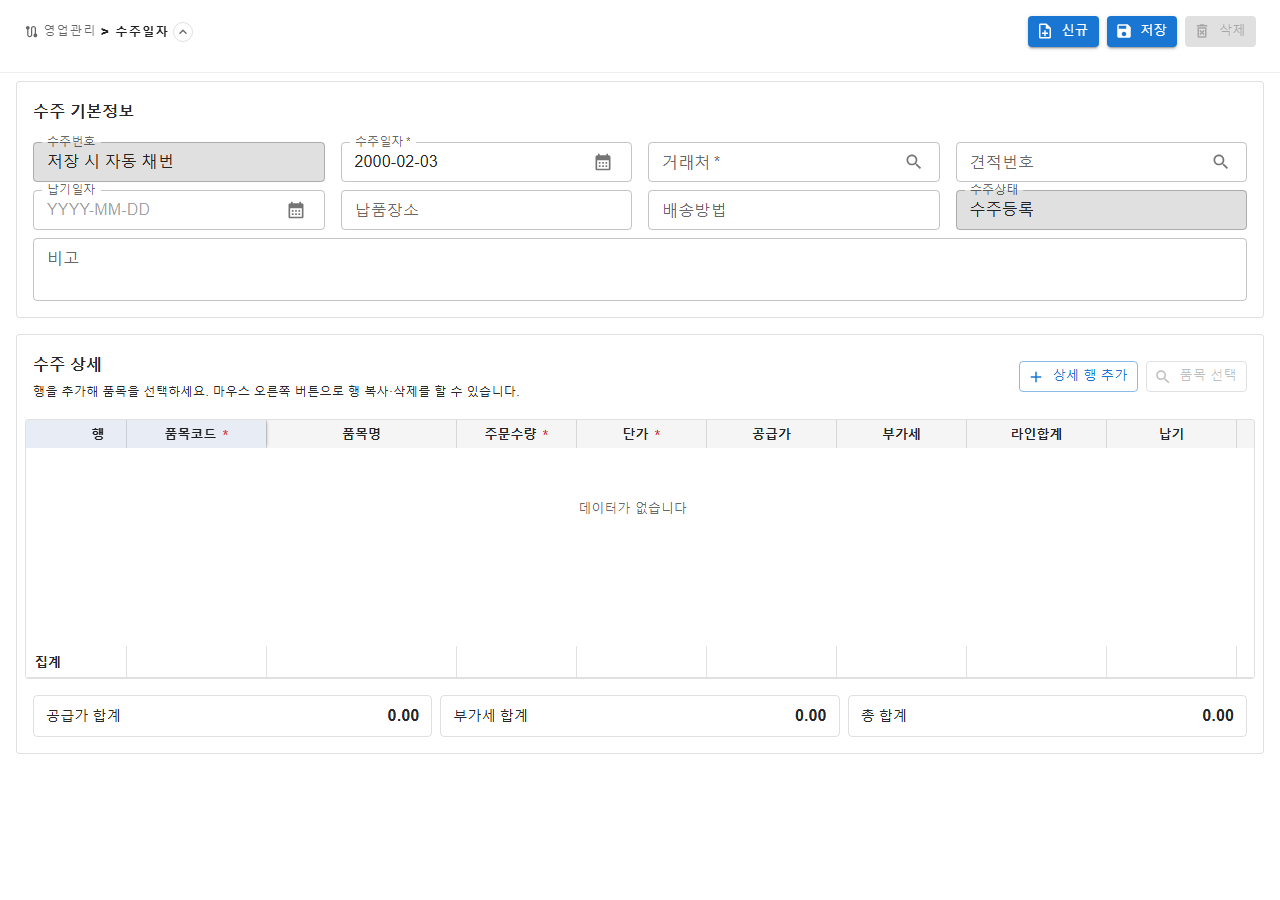 영업관리 > 수주일자
신규 저장 삭제
수주 기본정보
수주번호 수주일자 *
저장 시 자동 채번 2000-02-03 거래처 * 견적번호
납기일자 수주상태
YYYY-MM-DD 납품장소 배송방법 수주등록
비고
수주 상세
행을 추가해 품목을 선택하세요. 마우스 오른쪽 버튼으로 행 복사·삭제를 할 수 있습니다.
상세 행 추가 품목 선택
행 품목코드 * 품목명 주문수량 * 단가 * 공급가 부가세 라인합계 납기
데이터가 없습니다
집계
공급가 합계 0.00 부가세 합계 0.00 총 합계 0.00